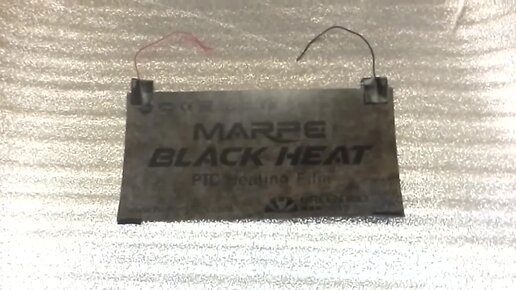 MARPE
BLACK HEAT
PTC Heating Film